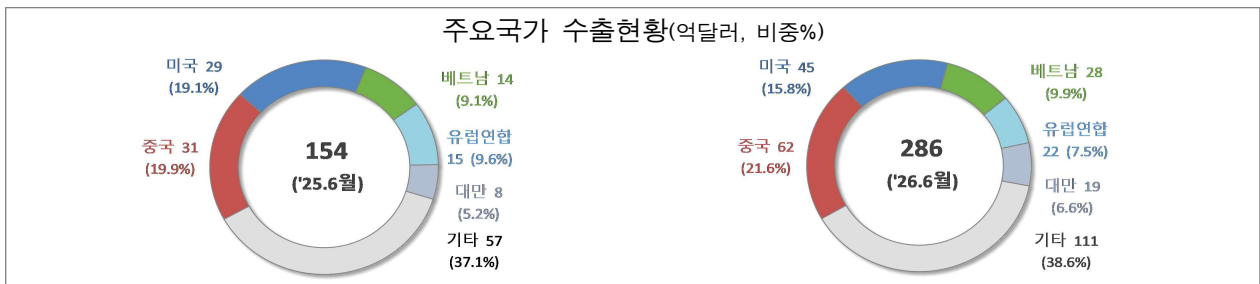 주요국가 수출현황(억달러, 비중%)
미국 29
(19.1%)
베트남 14
(9.1%)
중국 31
(19.9%)
유럽연합
15 (9.6%)
대만 8
(5.2%)
기타 57
(37.1%)
154
('25.6월)
미국 45
(15.8%)
베트남 28
(9.9%)
중국 62
(21.6%)
유럽연합
22 (7.5%)
대만 19
(6.6%)
기타 111
(38.6%)
286
('26.6월)